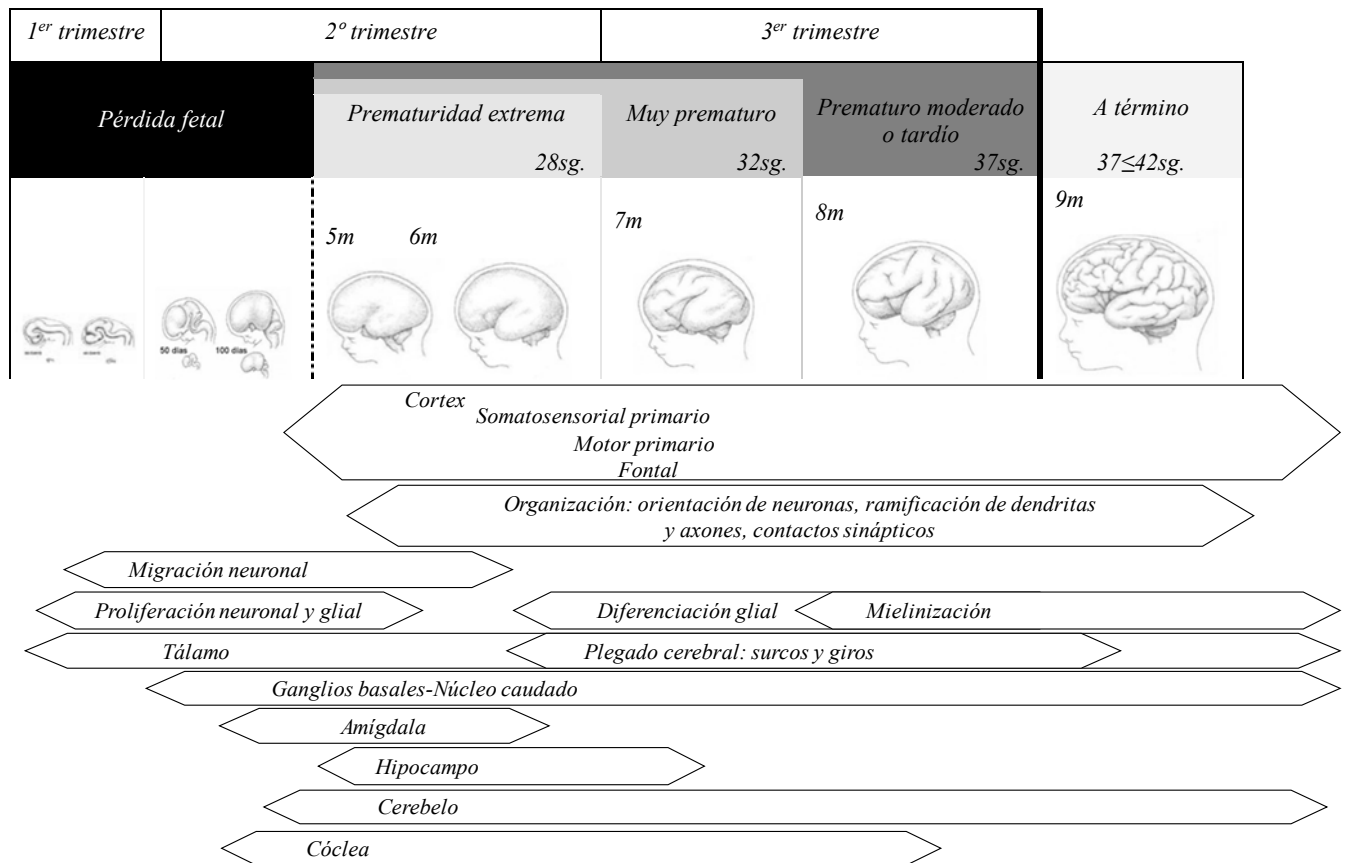 1er trimestre
2º trimestre
3er trimestre
Pérdida fetal
Prematuridad extrema
28sg.
Muy prematuro
32sg.
Prematuro moderado
o tardío
37sg.
A término
37≤42sg.
5m
6m
7m
8m
9m
50 días
100 días
Cortex
Somatosensorial primario
Motor primario
Fontal
Organización: orientación de neuronas, ramificación de dendritas
y axones, contactos sinápticos
Migración neuronal
Proliferación neuronal y glial
Diferenciación glial
Mielinización
Tálamo
Plegado cerebral: surcos y giros
Ganglios basales-Núcleo caudado
Amígdala
Hipocampo
Cerebelo
Cóclea